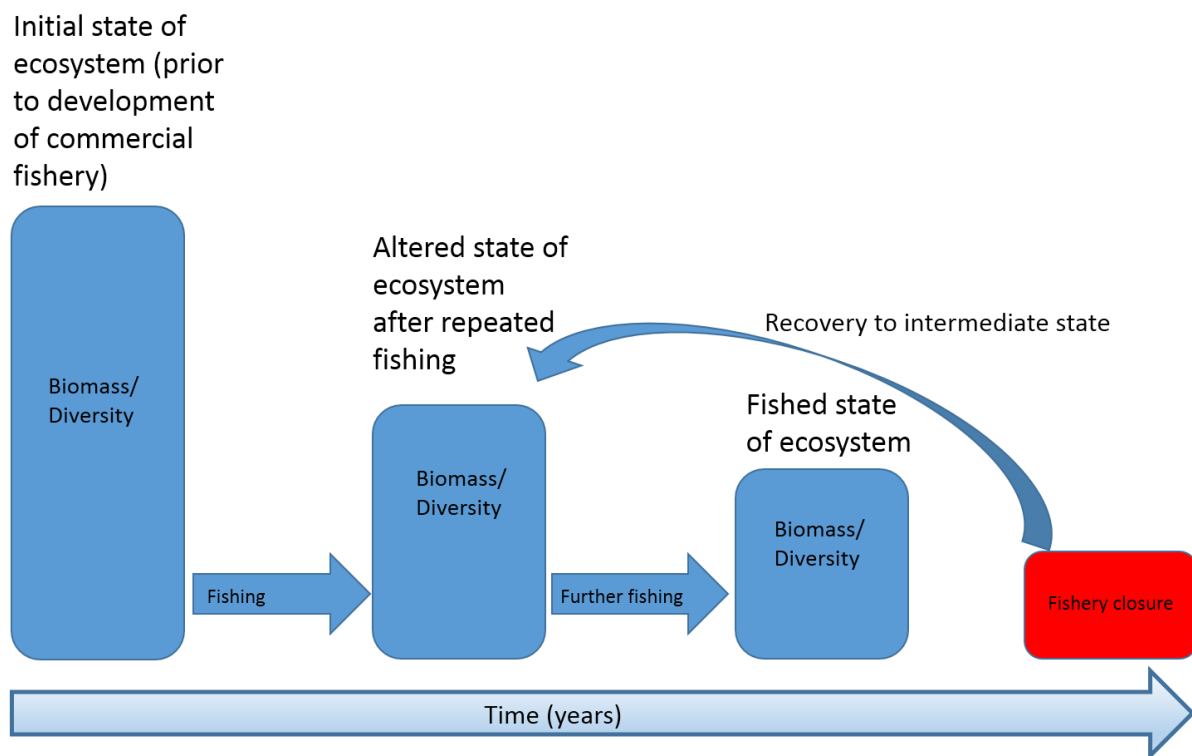 Initial state of
ecosystem (prior
to development
of commercial
fishery)
Biomass/
Diversity
Fishing
Altered state of
ecosystem
after repeated
fishing
Biomass/
Diversity
Further fishing
Recovery to intermediate state
Fished state
of ecosystem
Biomass/
Diversity
Fishery closure
Time (years)